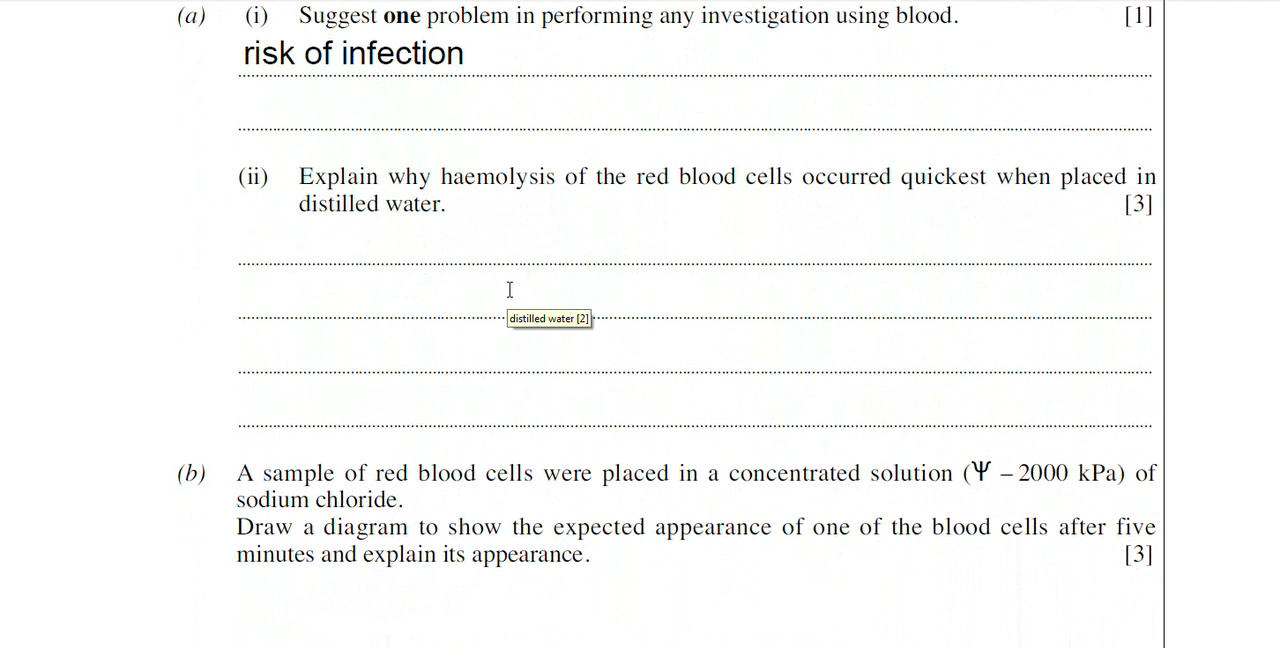 (a) (i) Suggest one problem in performing any investigation using blood. [1]
risk of infection
(ii) Explain why haemolysis of the red blood cells occurred quickest when placed in
distilled water. [3]
distilled water [2]
(b) A sample of red blood cells were placed in a concentrated solution (Ψ – 2000 kPa) of
sodium chloride.
Draw a diagram to show the expected appearance of one of the blood cells after five
minutes and explain its appearance. [3]